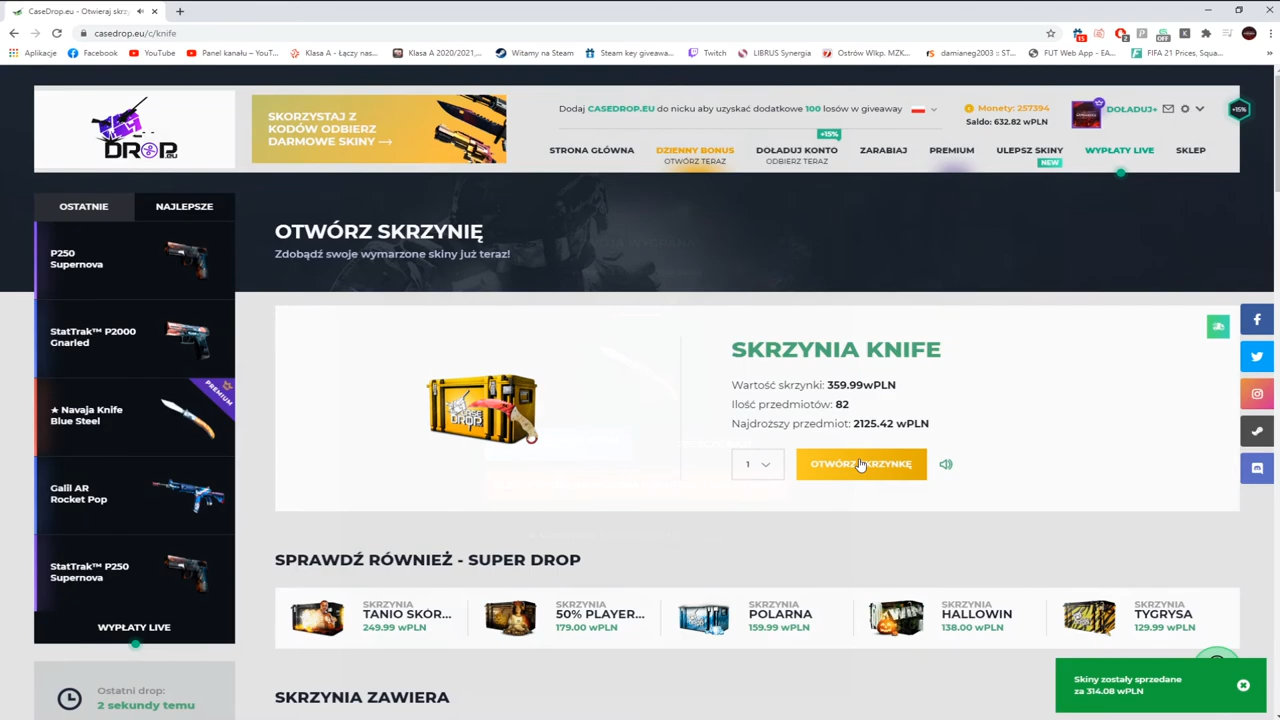 CaseDrop.eu - Otwieraj skrz
casedrop.eu/c/knife
Aplikacje
Facebook
YouTube
Panel kanału – YouT...
Klasa A - Łączy nas...
Klasa A 2020/2021,...
Witamy na Steam
Steam key giveawa...
Twitch
LIBRUS Synergia
Ostrów Wlkp. MZK...
damianeg2003 :: ST...
FUT Web App - EA...
FIFA 21 Prices, Squa...
DROP.eu
SKORZYSTAJ Z
KODÓW ODBIERZ
DARMOWE SKINY
Dodaj CASEDROP.EU do nicku aby uzyskać dodatkowe 100 losów w giveaway
Monety: 257394
Saldo: 632.82 wPLN
DOŁADUJ+
+15%
+15%
STRONA GŁÓWNA
DZIENNY BONUS
OTWÓRZ TERAZ
DOŁADUJ KONTO
ODBIERZ TERAZ
ZARABIAJ
PREMIUM
ULEPSZ SKINY
NEW
WYPŁATY LIVE
SKLEP
OSTATNIE
NAJLEPSZE
P250
Supernova
StatTrak™ P2000
Gnarled
★ Navaja Knife
Blue Steel
PREMIUM
Galil AR
Rocket Pop
StatTrak™ P250
Supernova
WYPŁATY LIVE
Ostatni drop:
2 sekundy temu
OTWÓRZ SKRZYNIĘ
Zdobądź swoje wymarzone skiny już teraz!
SKRZYNIA KNIFE
Wartość skrzynki: 359.99wPLN
Ilość przedmiotów: 82
Najdroższy przedmiot: 2125.42 wPLN
1
OTWÓRZ SKRZYNKĘ
SPRAWDŹ RÓWNIEŻ - SUPER DROP
SKRZYNIA
TANIO SKÓR...
249.99 wPLN
SKRZYNIA
50% PLAYER...
179.00 wPLN
SKRZYNIA
POLARNA
159.99 wPLN
SKRZYNIA
HALLOWIN
138.00 wPLN
SKRZYNIA
TYGRYSA
129.99 wPLN
SKRZYNIA ZAWIERA
Skiny zostały sprzedane
za 314.08 wPLN